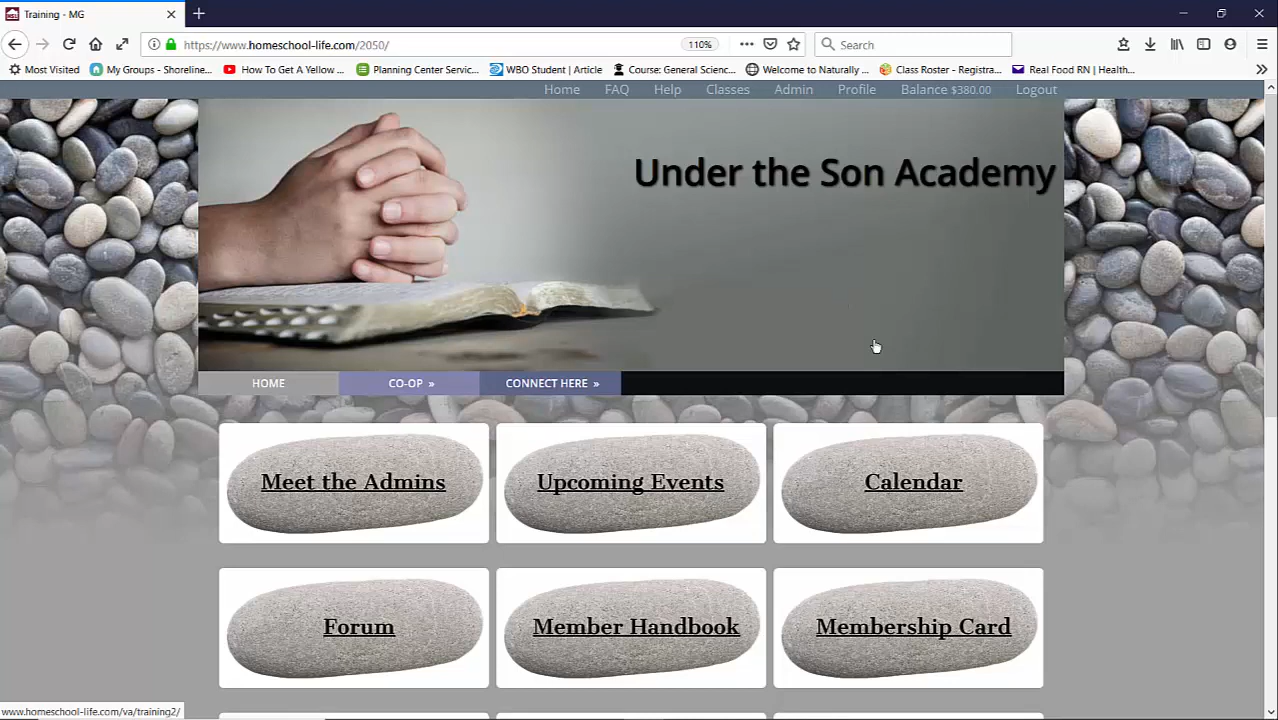 Training - MG
https://www.homeschool-life.com/2050/
110%
Search
Most Visited
My Groups - Shoreline...
How To Get A Yellow ...
Planning Center Servic...
WBO Student | Article
Course: General Scienc...
Welcome to Naturally ...
Class Roster - Registra...
Real Food RN | Health...
Home FAQ Help Classes Admin Profile Balance $380.00 Logout
Under the Son Academy
HOME CO-OP » CONNECT HERE »
Meet the Admins
Upcoming Events
Calendar
Forum
Member Handbook
Membership Card
www.homeschool-life.com/va/training2/